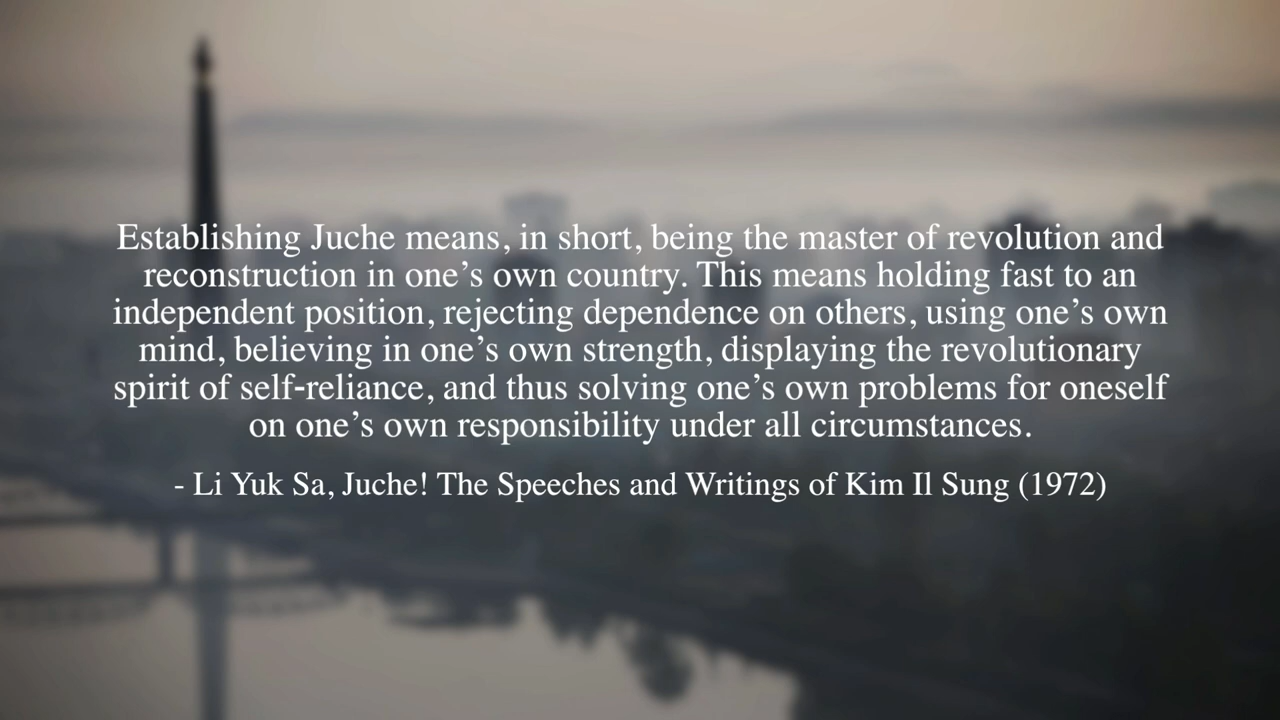 Establishing Juche means, in short, being the master of revolution and
reconstruction in one’s own country. This means holding fast to an
independent position, rejecting dependence on others, using one’s own
mind, believing in one’s own strength, displaying the revolutionary
spirit of self-reliance, and thus solving one’s own problems for oneself
on one’s own responsibility under all circumstances.
- Li Yuk Sa, Juche! The Speeches and Writings of Kim Il Sung (1972)